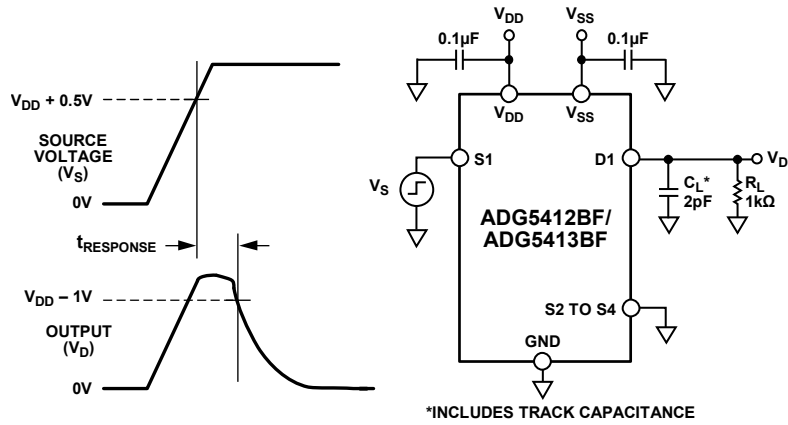 VDD + 0.5V
SOURCE
VOLTAGE
(VS)
0V
tRESPONSE
VDD – 1V
OUTPUT
(VD)
0V
VDD
VSS
0.1µF
0.1µF
VDD
VSS
S1
D1
VD
VS
CL*
2pF
RL
1kΩ
ADG5412BF/
ADG5413BF
S2 TO S4
GND
*INCLUDES TRACK CAPACITANCE